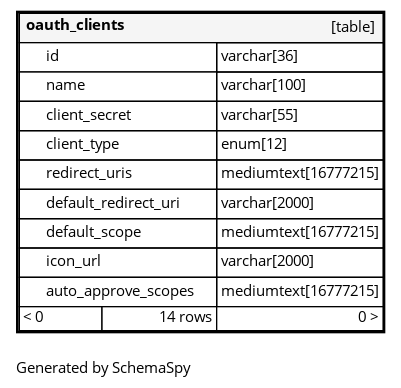 oauth_clients [table]
id varchar[36]
name varchar[100]
client_secret varchar[55]
client_type enum[12]
redirect_uris mediumtext[16777215]
default_redirect_uri varchar[2000]
default_scope mediumtext[16777215]
icon_url varchar[2000]
auto_approve_scopes mediumtext[16777215]
< 0 14 rows 0 >
Generated by SchemaSpy